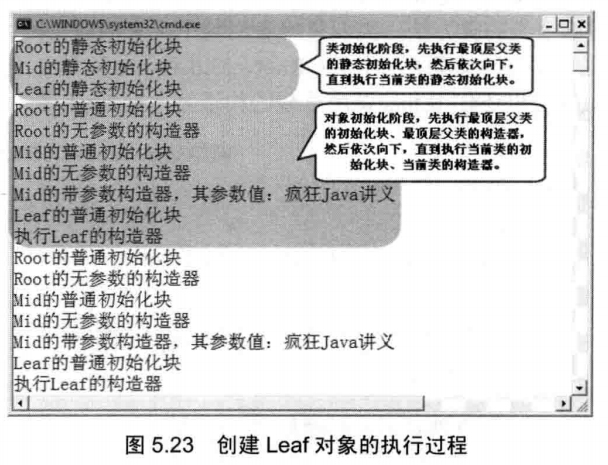 C:\WINDOWS\system32\cmd.exe
Root的静态初始化块
Mid的静态初始化块
Leaf的静态初始化块
类初始化阶段，先执行最顶层父类
的静态初始化块，然后依次向下，
直到执行当前类的静态初始化块。
Root的普通初始化块
Root的无参数的构造器
Mid的普通初始化块
Mid的无参数的构造器
Mid的带参数构造器，其参数值：疯狂Java讲义
Leaf的普通初始化块
执行Leaf的构造器
对象初始化阶段，先执行最顶层父类
的初始化块、最顶层父类的构造器，
然后依次向下，直到执行当前类的初
始化块、当前类的构造器。
Root的普通初始化块
Root的无参数的构造器
Mid的普通初始化块
Mid的无参数的构造器
Mid的带参数构造器，其参数值：疯狂Java讲义
Leaf的普通初始化块
执行Leaf的构造器
图 5.23 创建 Leaf 对象的执行过程